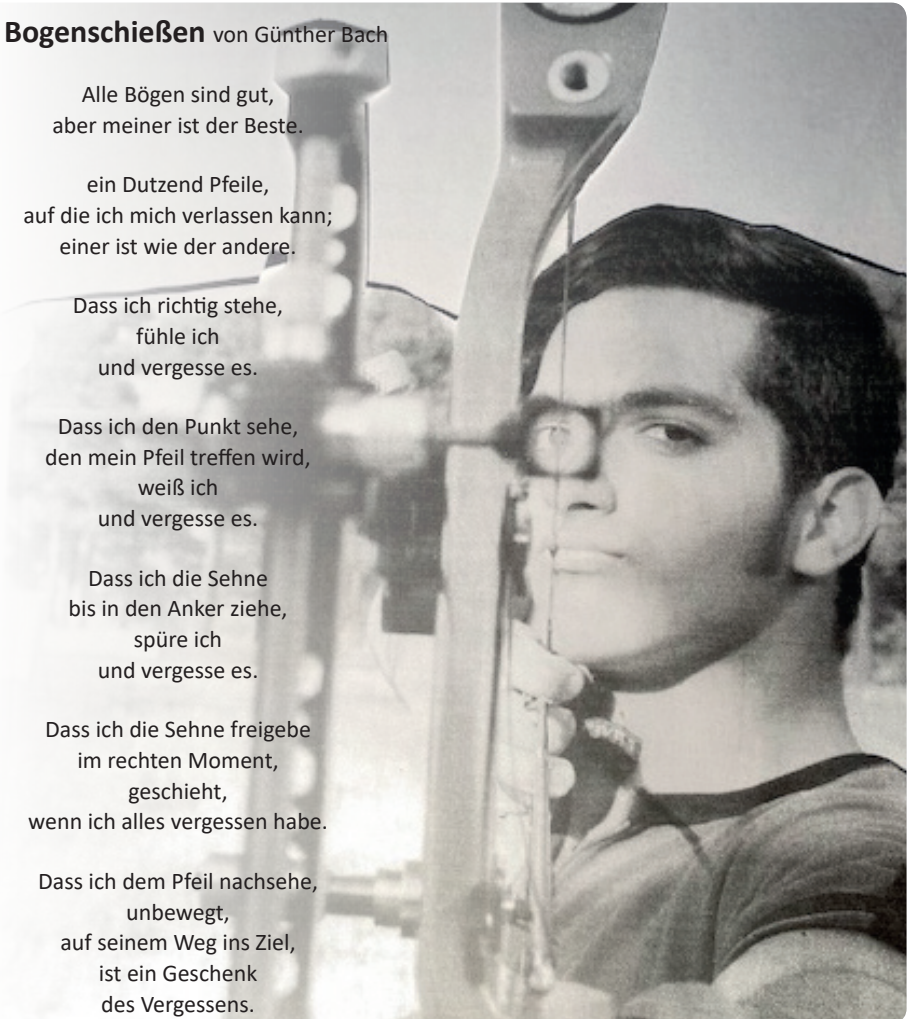 Bogenschießen von Günther Bach
Alle Bögen sind gut,
aber meiner ist der Beste.
ein Dutzend Pfeile,
auf die ich mich verlassen kann;
einer ist wie der andere.
Dass ich richtig stehe,
fühle ich
und vergesse es.
Dass ich den Punkt sehe,
den mein Pfeil treffen wird,
weiß ich
und vergesse es.
Dass ich die Sehne
bis in den Anker ziehe,
spüre ich
und vergesse es.
Dass ich die Sehne freigebe
im rechten Moment,
geschieht,
wenn ich alles vergessen habe.
Dass ich dem Pfeil nachsehe,
unbewegt,
auf seinem Weg ins Ziel,
ist ein Geschenk
des Vergessens.